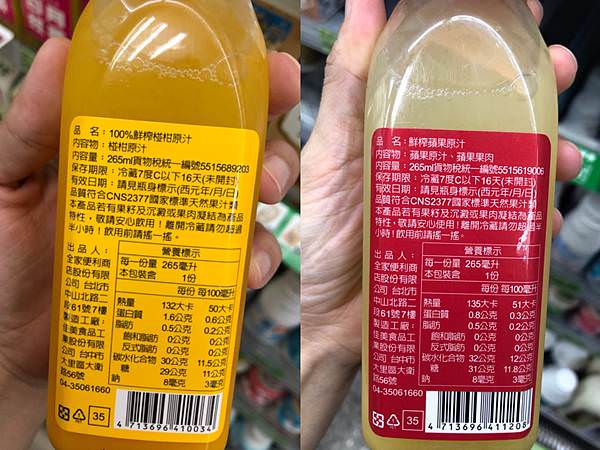 品 名：100%鮮榨椪柑原汁
內容物：椪柑原汁
內容量：265ml貨物稅統一編號5515689203
保存期限：冷藏7度C以下16天(未開封)
有效日期：請見瓶身標示(西元/年/月/日)
品質符合CNS2377國家標準天然果汁類
本產品若有果籽及沉澱或果肉凝結為產品
特性，敬請安心飲用！離開冷藏請勿超過
半小時！飲用前請搖一搖。
出品人：
全家便利商
店股份有限
公司 台北市
中山北路二
段61號7樓
製造工廠：
佳美食品工
業股份有限
公司 台中市
大里區大衛
路56號
04-35061660
營養標示
每一份量 265毫升
本包裝含 1份
每份 每100毫升
熱量 132大卡 50大卡
蛋白質 1.6公克 0.6公克
脂肪 0.5公克 0.2公克
飽和脂肪 0公克 0公克
反式脂肪 0公克 0公克
碳水化合物 30公克 11.5公克
糖 29公克 11公克
鈉 8毫克 3毫克
35
4 713696 410034
品 名：鮮榨蘋果原汁
內容物：蘋果原汁、蘋果果肉
內容量：265ml貨物稅統一編號5515619006
保存期限：冷藏7度C以下16天(未開封)
有效日期：請見瓶身標示(西元/年/月/日)
品質符合CNS2377國家標準天然果汁類
本產品若有果籽及沉澱或果肉凝結為產品
特性，敬請安心使用！離開冷藏請勿超過
半小時！飲用前請搖一搖。
出品人：
全家便利商
店股份有限
公司 台北市
中山北路二
段61號7樓
製造工廠：
佳美食品工
業股份有限
公司 台中市
大里區大衛
路56號
04-35061660
營養標示
每一份量 265毫升
本包裝含 1份
每份 每100毫升
熱量 135大卡 51大卡
蛋白質 0.8公克 0.3公克
脂肪 0.5公克 0.2公克
飽和脂肪 0公克 0公克
反式脂肪 0公克 0公克
碳水化合物 32公克 12公克
糖 31公克 11.8公克
鈉 8毫克 3毫克
35
4 713696 411208